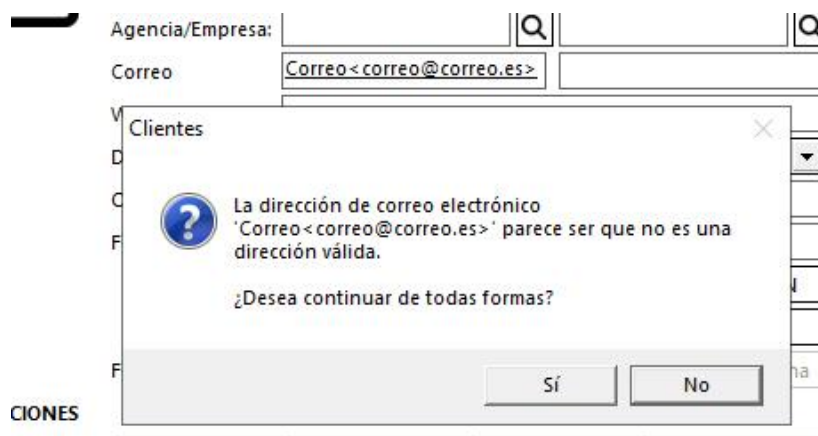 Agencia/Empresa:
Correo
Correo<correo@correo.es>
Clientes
La dirección de correo electrónico
'Correo<correo@correo.es>' parece ser que no es una
dirección válida.
¿Desea continuar de todas formas?
Sí
No
CIONES